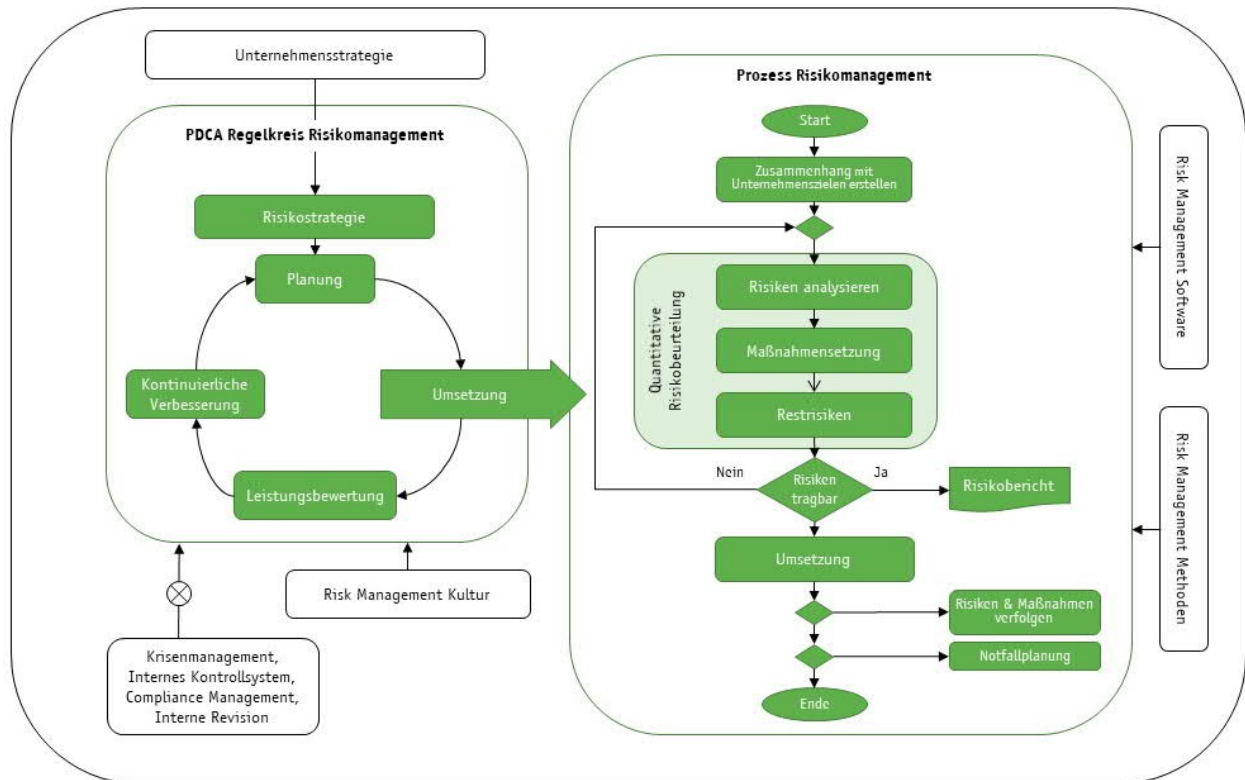 Unternehmensstrategie
PDCA Regelkreis Risikomanagement
Risikostrategie
Planung
Umsetzung
Leistungsbewertung
Kontinuierliche
Verbesserung
Risk Management Kultur
Krisenmanagement,
Internes Kontrollsystem,
Compliance Management,
Interne Revision
Prozess Risikomanagement
Start
Zusammenhang mit
Unternehmenszielen erstellen
Quantitative
Risikobeurteilung
Risiken analysieren
Maßnahmensetzung
Restrisiken
Nein
Risiken
tragbar
Ja
Risikobericht
Umsetzung
Risiken & Maßnahmen
verfolgen
Notfallplanung
Ende
Risk Management Software
Risk Management Methoden